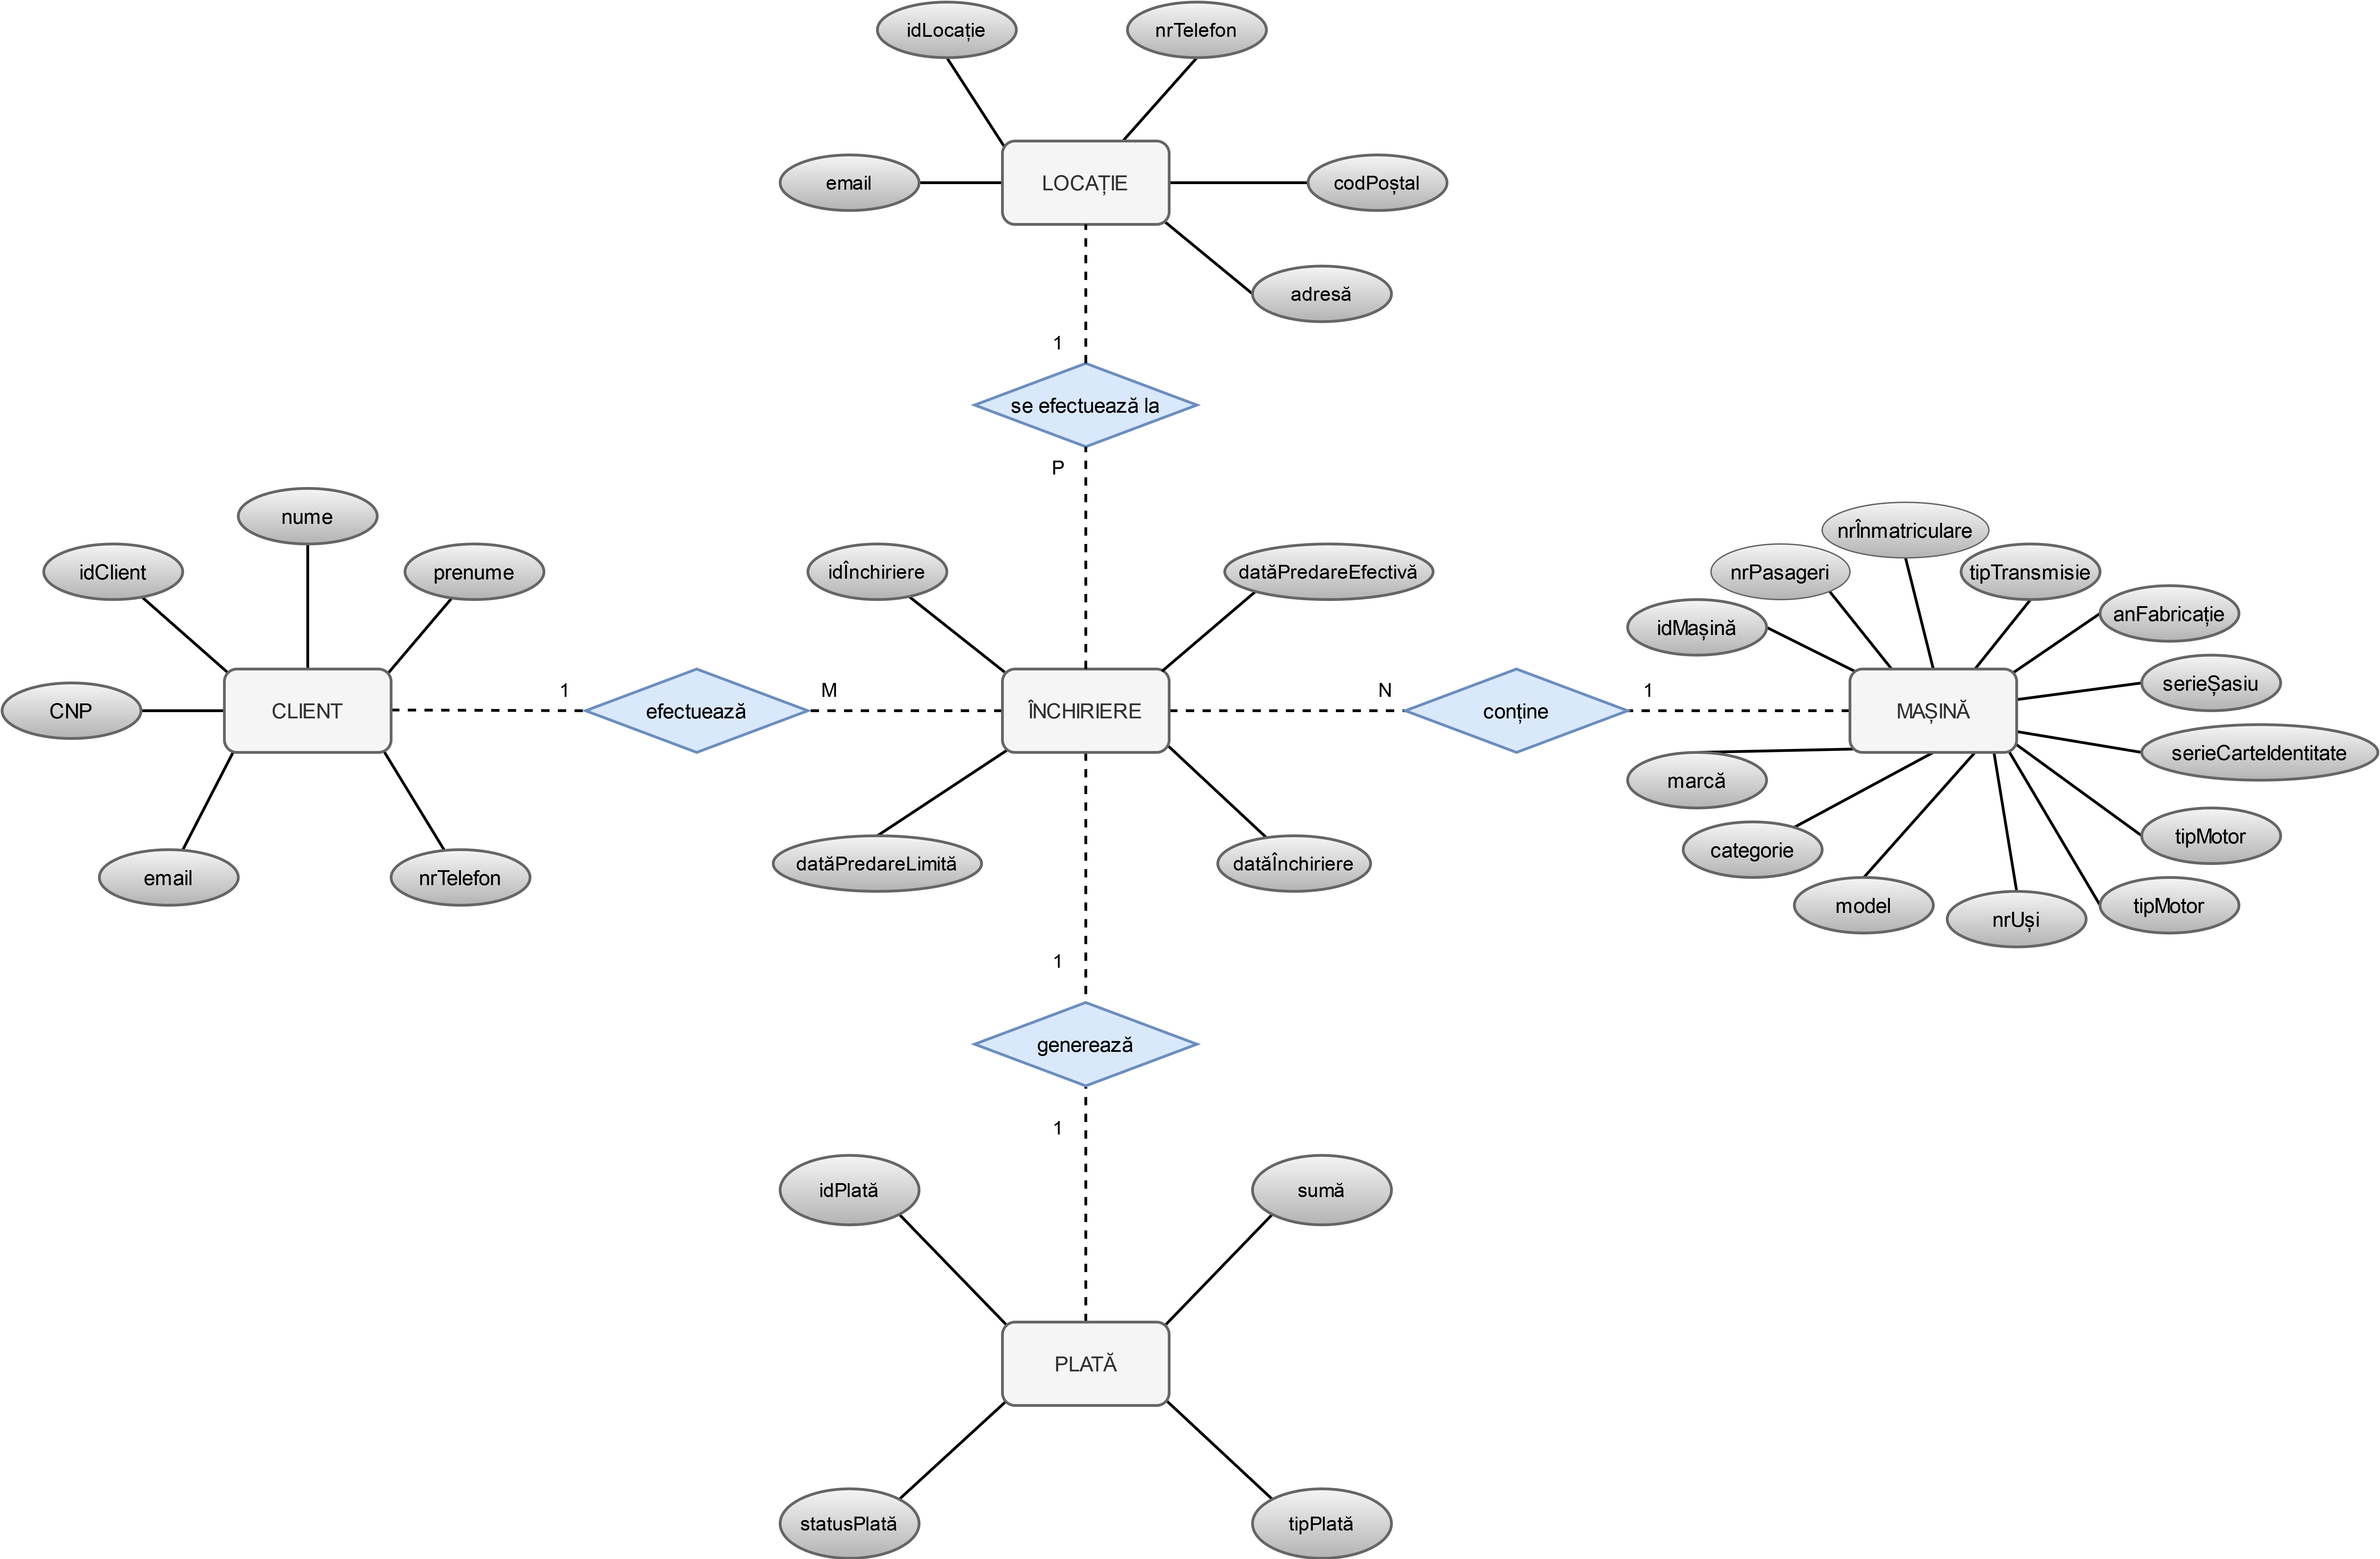 idLocație
nrTelefon
email
LOCAȚIE
codPoștal
adresă
1
se efectuează la
P
nume
idClient
prenume
CNP
CLIENT
email
nrTelefon
1
efectuează
M
idÎnchiriere
datăPredareEfectivă
ÎNCHIRIERE
datăPredareLimită
datăÎnchiriere
N
conține
1
nrÎnmatriculare
nrPasageri
tipTransmisie
idMașină
anFabricație
serieȘasiu
MAȘINĂ
serieCarteIdentitate
marcă
tipMotor
categorie
model
nrUși
tipMotor
1
generează
1
idPlată
sumă
PLATĂ
statusPlată
tipPlată